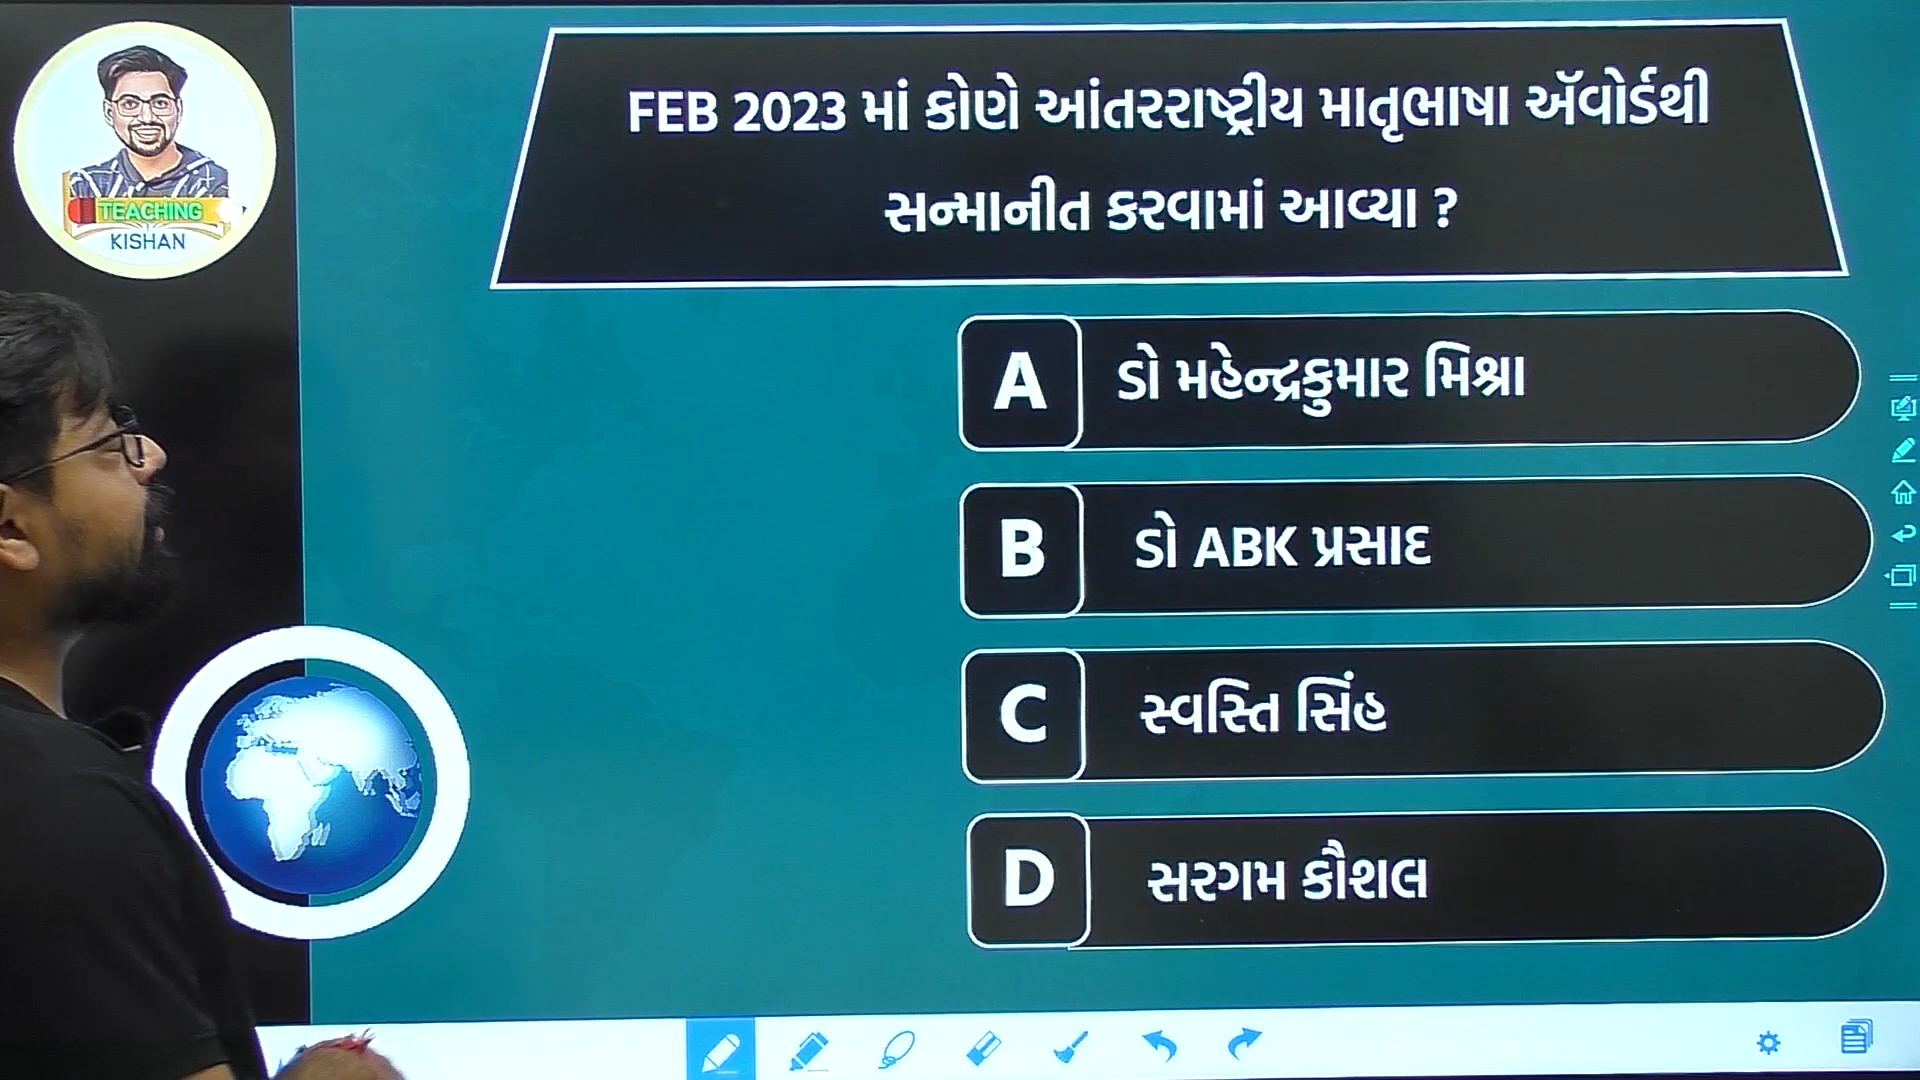 TEACHING
KISHAN
FEB 2023 માં કોણે આંતરરાષ્ટ્રીય માતૃભાષા ઍવોર્ડથી
સન્માનીત કરવામાં આવ્યા ?
A ડો મહેન્દ્રકુમાર મિશ્રા
B ડો ABK પ્રસાદ
C સ્વસ્તિ સિંહ
D સરગમ કૌશલ